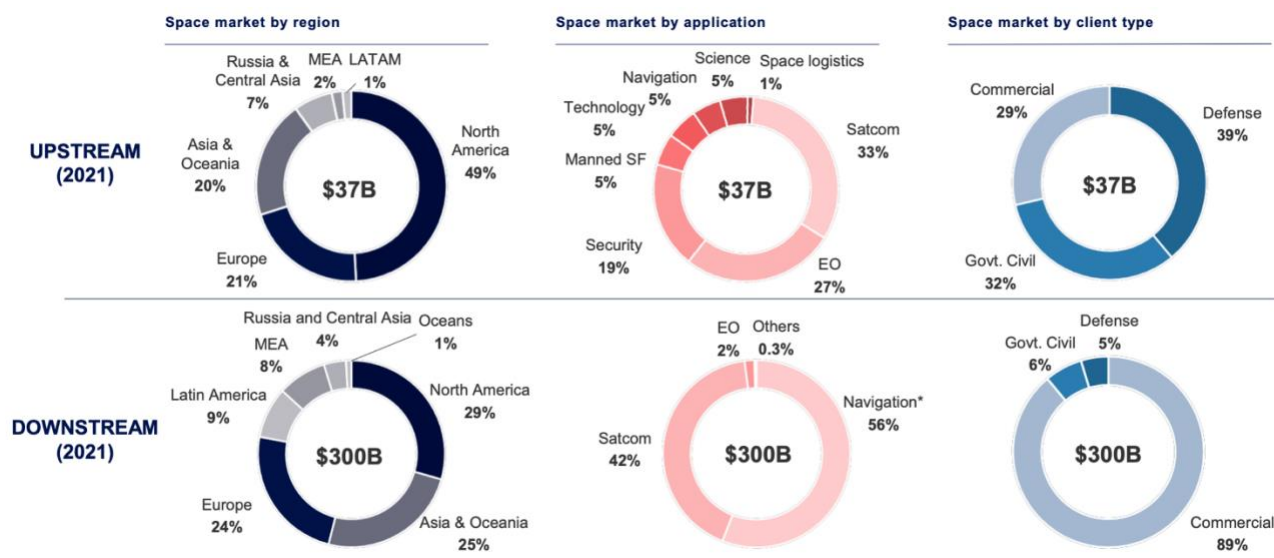 Space market by region
Space market by application
Space market by client type
UPSTREAM
(2021)
Russia &
Central Asia
7%
MEA
2%
LATAM
1%
North
America
49%
Asia &
Oceania
20%
Europe
21%
$37B
Science
5%
Space logistics
1%
Navigation
5%
Technology
5%
Manned SF
5%
Satcom
33%
Security
19%
EO
27%
$37B
Commercial
29%
Defense
39%
Govt. Civil
32%
$37B
DOWNSTREAM
(2021)
Russia and Central Asia
4%
Oceans
1%
MEA
8%
Latin America
9%
North America
29%
Europe
24%
Asia & Oceania
25%
$300B
EO
2%
Others
0.3%
Navigation*
56%
Satcom
42%
$300B
Defense
5%
Govt. Civil
6%
Commercial
89%
$300B